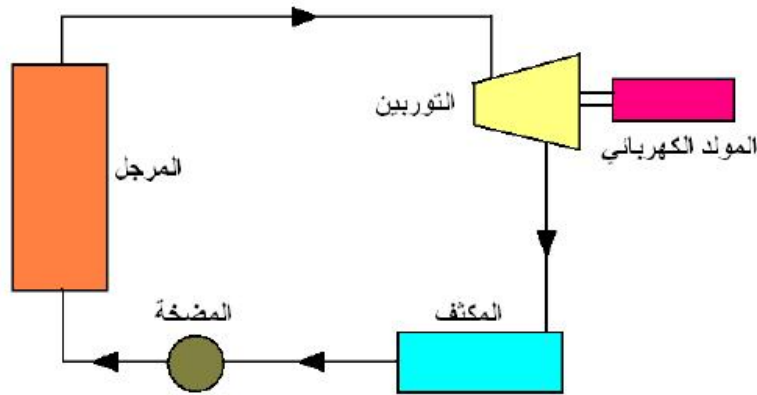 التوربين
المولد الكهربائي
المرجل
المضخة
المكثف